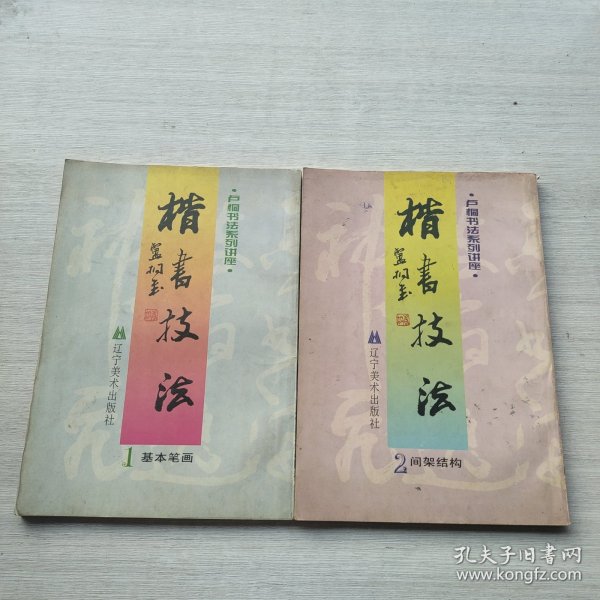 ·卢桐书法系列讲座·
楷书技法
卢桐著
辽宁美术出版社
1 基本笔画
·卢桐书法系列讲座·
楷书技法
辽宁美术出版社
2 间架结构
孔夫子旧书网
www.kongfz.com